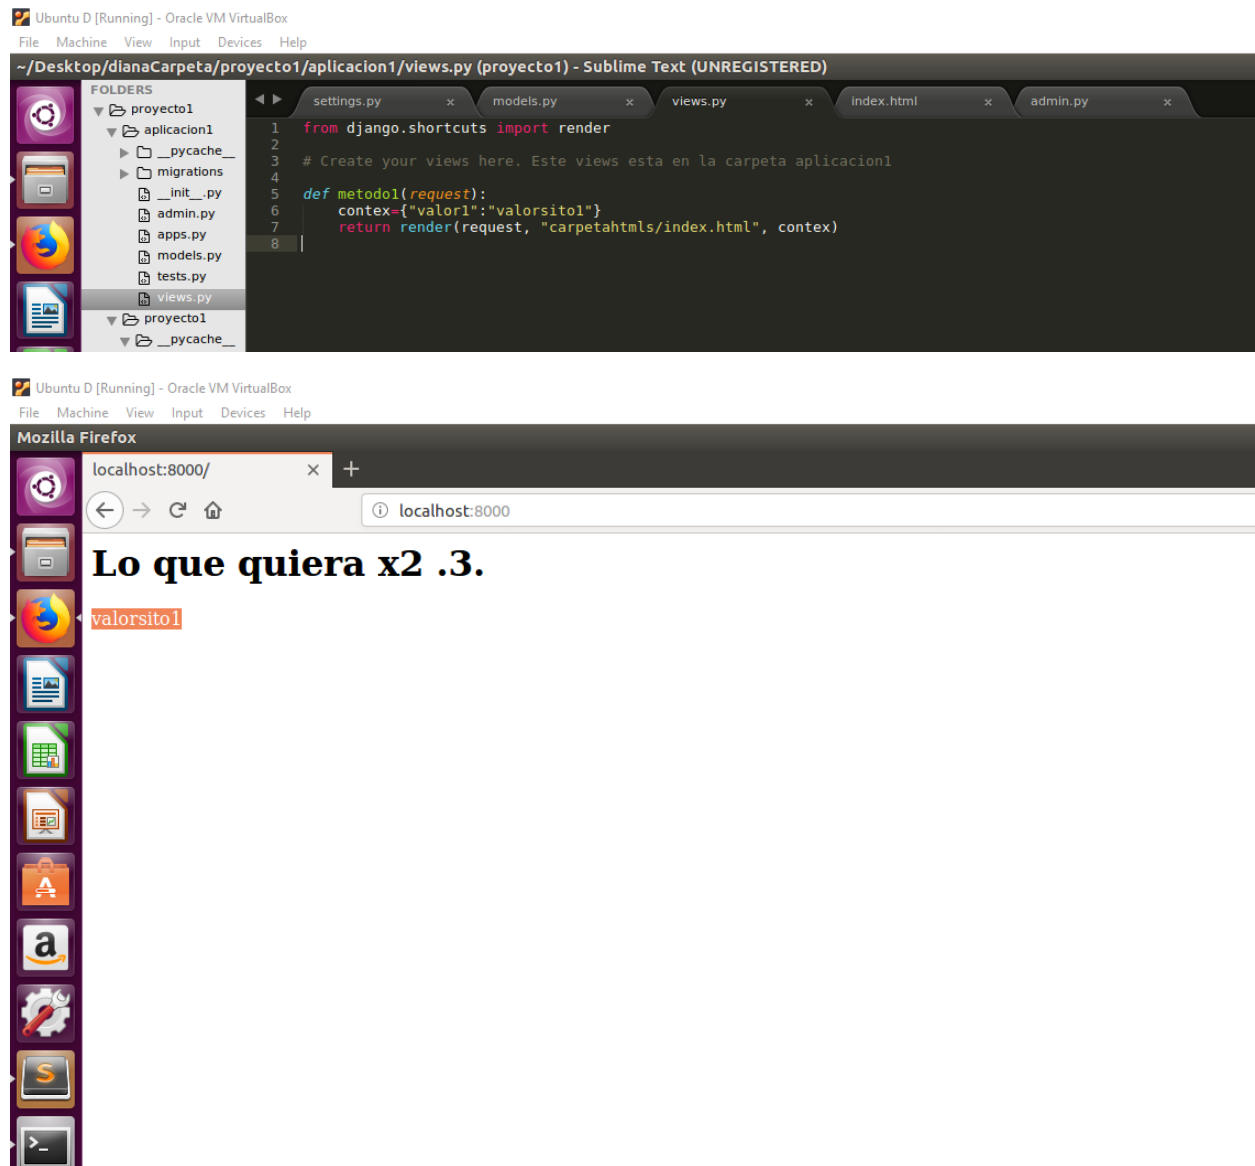 Ubuntu D [Running] - Oracle VM VirtualBox
File Machine View Input Devices Help
~/Desktop/dianaCarpeta/proyecto1/aplicacion1/views.py (proyecto1) - Sublime Text (UNREGISTERED)
FOLDERS
proyecto1
aplicacion1
__pycache__
migrations
__init__.py
admin.py
apps.py
models.py
tests.py
views.py
proyecto1
__pycache__
settings.py × models.py × views.py × index.html × admin.py ×
1 from django.shortcuts import render
2
3 # Create your views here. Este views esta en la carpeta aplicacion1
4
5 def metodo1(request):
6 contex={"valor1":"valorsito1"}
7 return render(request, "carpetahtmls/index.html", contex)
8
Ubuntu D [Running] - Oracle VM VirtualBox
File Machine View Input Devices Help
Mozilla Firefox
localhost:8000/ × +
localhost:8000
Lo que quiera x2 .3.
valorsito1